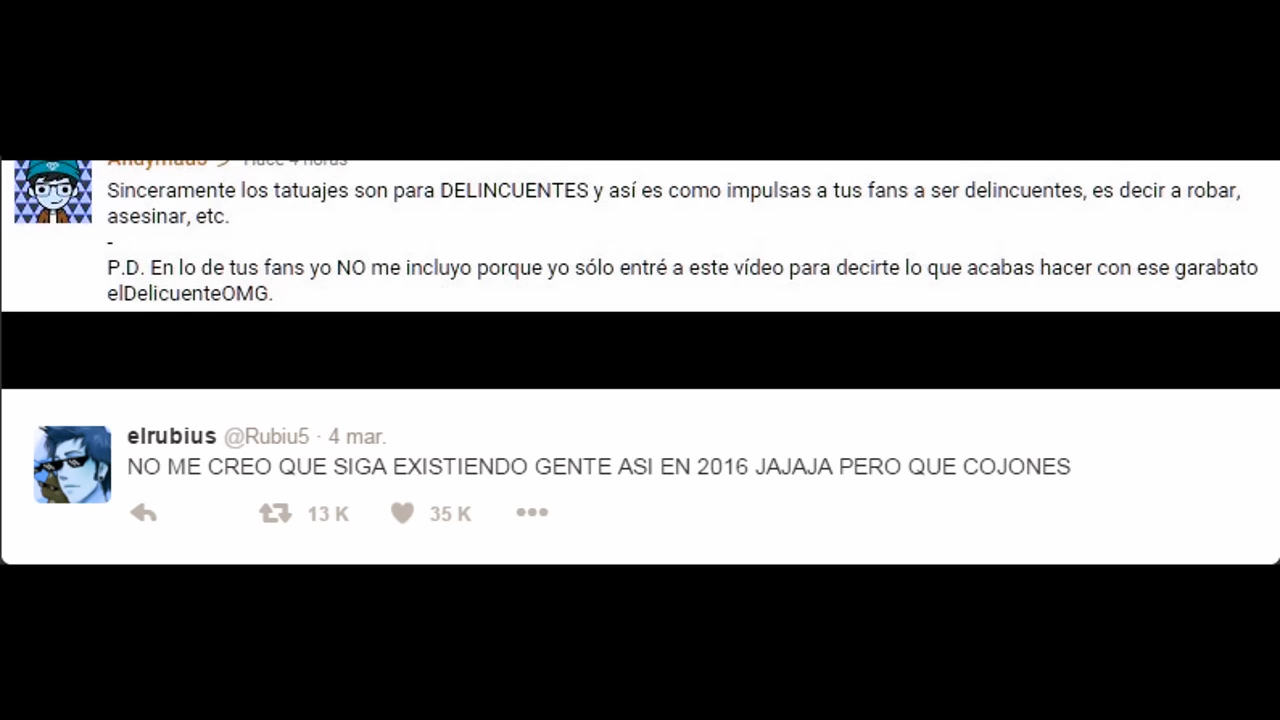 Hace 4 horas
Sinceramente los tatuajes son para DELINCUENTES y así es como impulsas a tus fans a ser delincuentes, es decir a robar,
asesinar, etc.
-
P.D. En lo de tus fans yo NO me incluyo porque yo sólo entré a este vídeo para decirte lo que acabas hacer con ese garabato
elDelicuenteOMG.
elrubius @Rubiu5 · 4 mar.
NO ME CREO QUE SIGA EXISTIENDO GENTE ASI EN 2016 JAJAJA PERO QUE COJONES
13 K 35 K